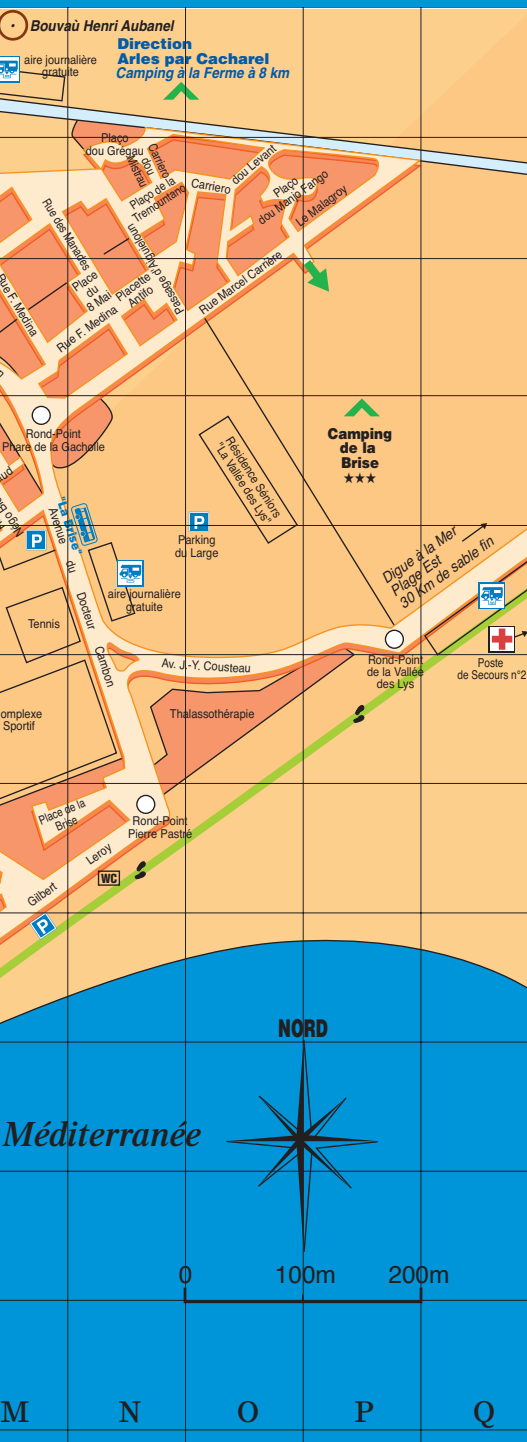 Bouvaù Henri Aubanel
aire journalière
gratuite
Direction
Arles par Cacharel
Camping à la Ferme à 8 km
Plaço
dou Grégau
Carriero
dou
Mistrau
Plaço de la
Tremountano
Carriero
dou Levant
Plaço
dou Manjo Fango
Le Malagroy
Rue des Manades
Rue F. Medina
Place
du
8 Mai
Placette
Antifo
Rue F. Medina
Passage d'Aiguieloun
Rue Marcel Carrière
Rond-Point
Phare de la Gacholle
Résidence Séniors
"La Vallée des Lys"
Camping
de la
Brise
★★★
"La Brise"
P
P
Parking
du Large
Avenue
du
Docteur
Cambon
aire journalière
gratuite
Digue à la Mer
Plage Est
30 Km de sable fin
Tennis
Av. J.-Y. Cousteau
Rond-Point
de la Vallée
des Lys
Poste
de Secours n°2
omplexe
Sportif
Thalassothérapie
Place de la
Brise
Rond-Point
Pierre Pastré
Gilbert
Leroy
WC
P
NORD
Méditerranée
0 100m 200m
M N O P Q